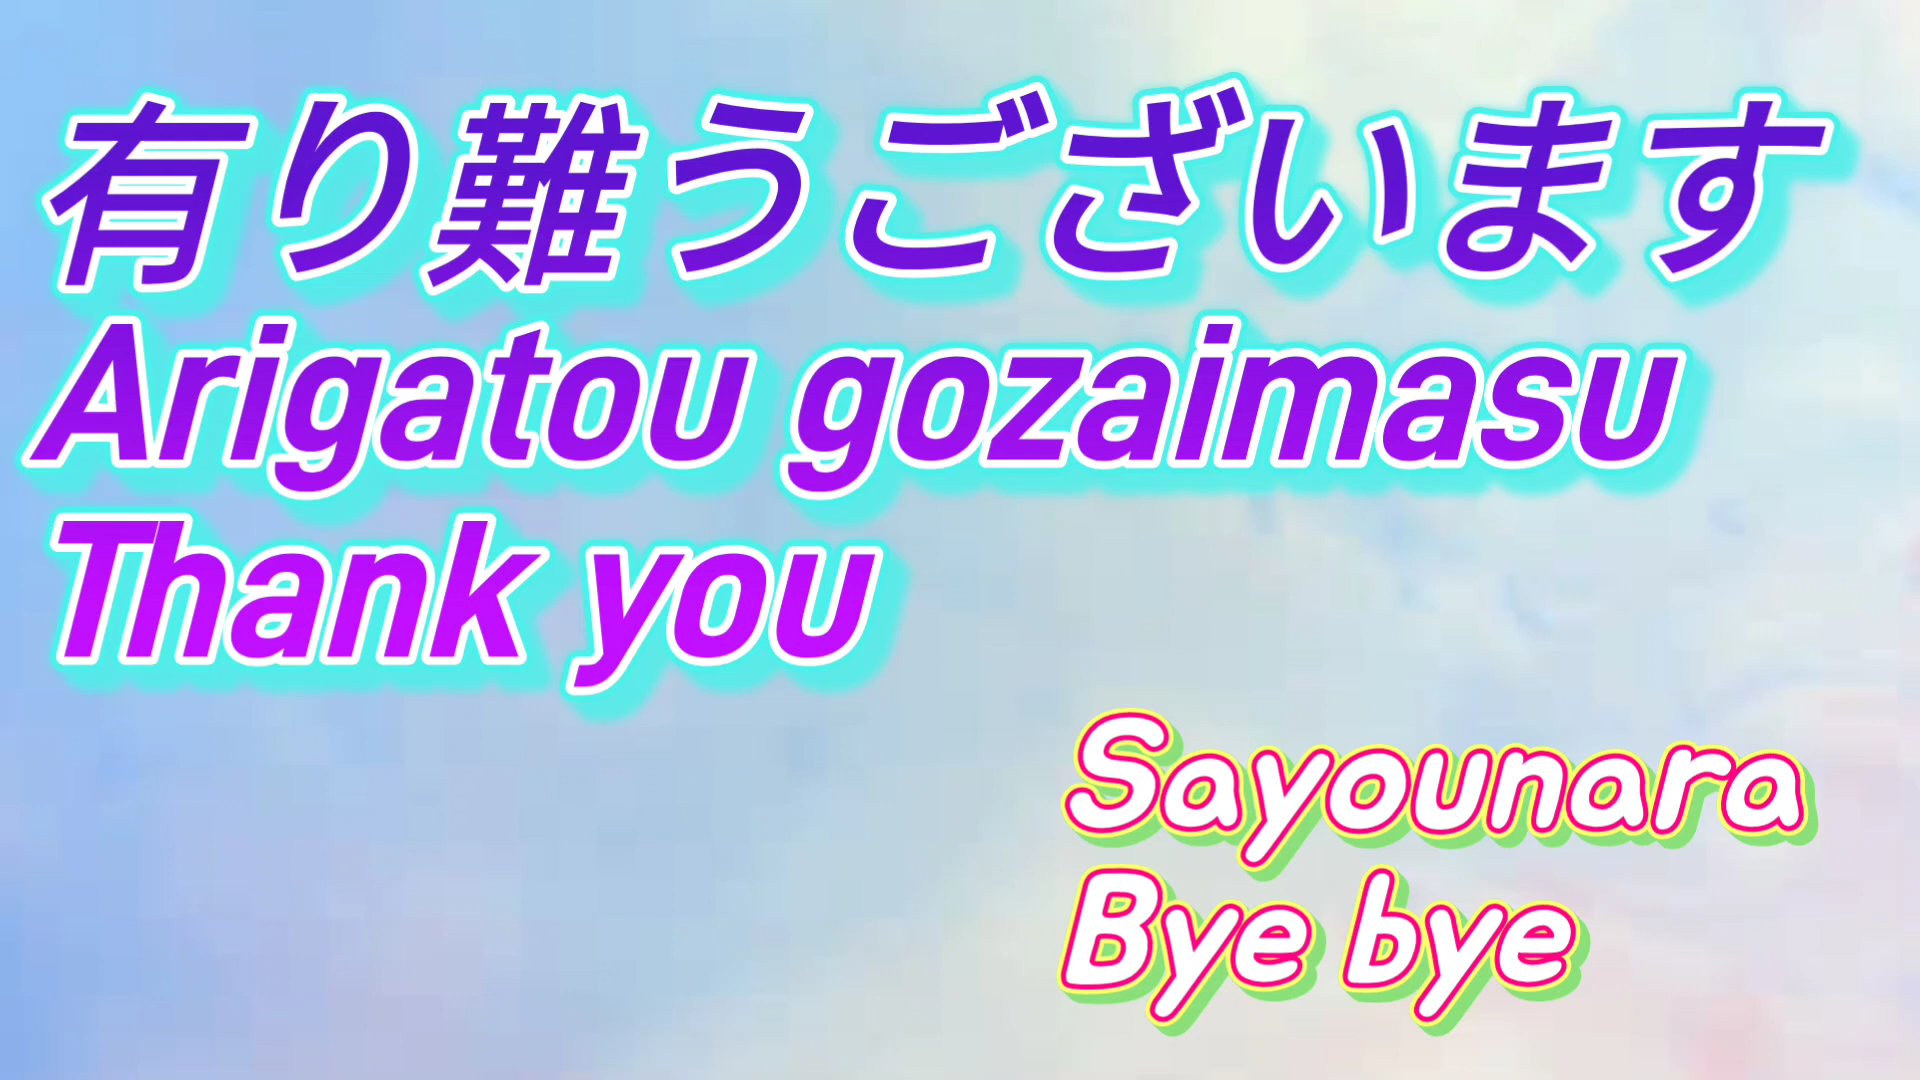 有り難うございます
Arigatou gozaimasu
Thank you
Sayounara
Bye bye